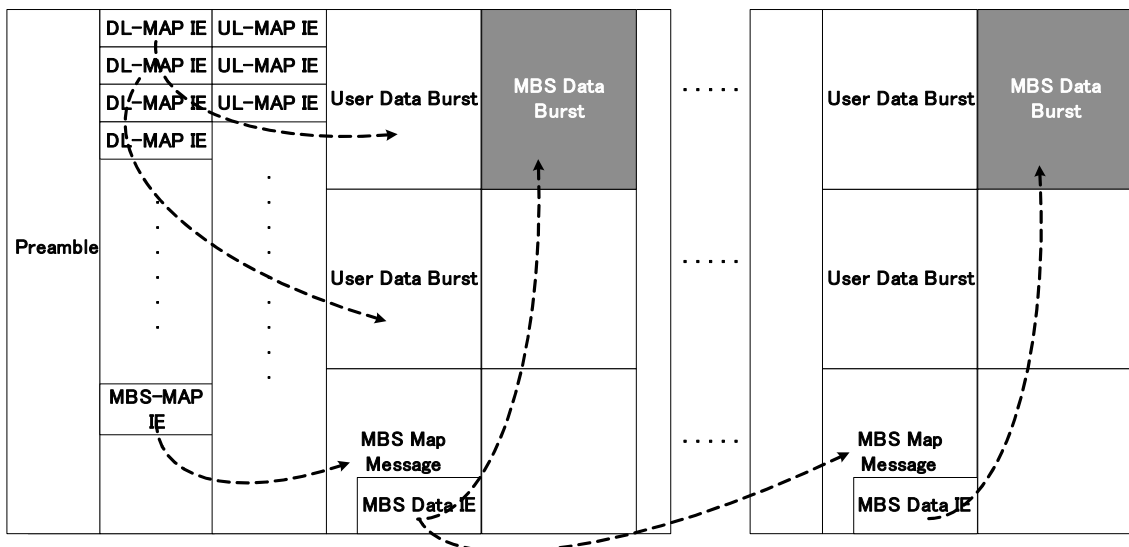 DL-MAP IE UL-MAP IE
DL-MAP IE UL-MAP IE
DL-MAP IE UL-MAP IE
DL-MAP IE
Preamble
MBS-MAP
IE
User Data Burst
MBS Data
Burst
User Data Burst
MBS Map
Message
MBS Data IE
User Data Burst
MBS Data
Burst
User Data Burst
MBS Map
Message
MBS Data IE